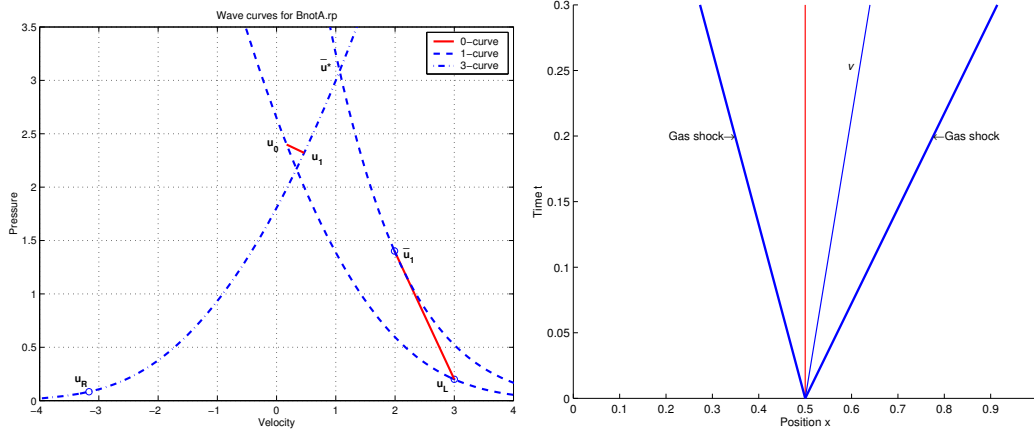 Wave curves for BnotA.rp
3.5
3
2.5
2
1.5
1
0.5
0
Pressure
−4
−3
−2
−1
0
1
2
3
4
Velocity
0−curve
1−curve
3−curve
u̅*
u₀
u₁
u̅₁
u_R
u_L
0.3
0.25
0.2
0.15
0.1
0.05
0
Time t
0
0.1
0.2
0.3
0.4
0.5
0.6
0.7
0.8
0.9
Position x
v
Gas shock
Gas shock